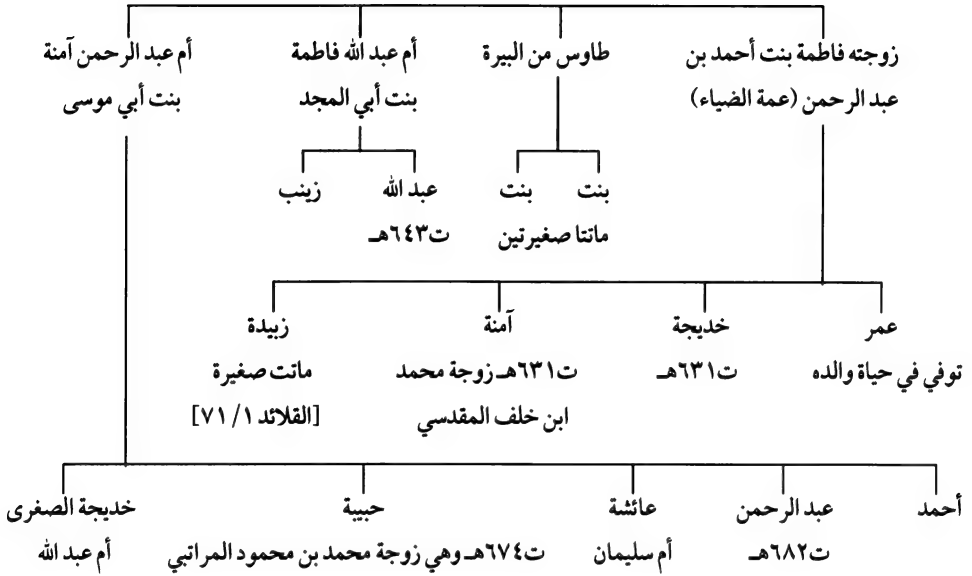 زوجته فاطمة بنت أحمد بن
عبد الرحمن (عمة الضياء)
طاوس من البيرة
أم عبد الله فاطمة
بنت أبي المجد
أم عبد الرحمن آمنة
بنت أبي موسى
بنت
بنت
ماتتا صغيرتين
عبد الله
ت٦٤٣هـ
زينب
عمر
توفي في حياة والده
خديجة
ت٦٣١هـ
آمنة
ت٦٣١هـ زوجة محمد
ابن خلف المقدسي
زبيدة
ماتت صغيرة
[القلائد ١/ ٧١]
أحمد
عبد الرحمن
ت٦٨٢هـ
عائشة
أم سليمان
حبيبة
ت٦٧٤هـ وهي زوجة محمد بن محمود المراتبي
خديجة الصغرى
أم عبد الله